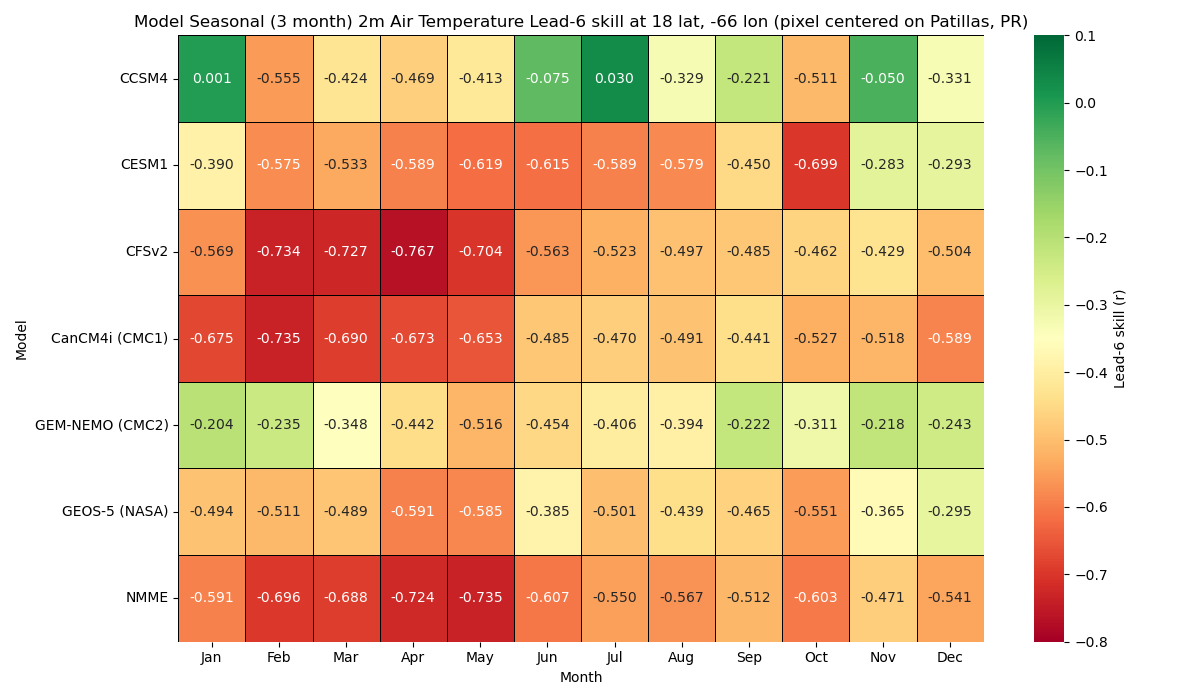 Model Seasonal (3 month) 2m Air Temperature Lead-6 skill at 18 lat, -66 lon (pixel centered on Patillas, PR)
Model
CCSM4 0.001 -0.555 -0.424 -0.469 -0.413 -0.075 0.030 -0.329 -0.221 -0.511 -0.050 -0.331
CESM1 -0.390 -0.575 -0.533 -0.589 -0.619 -0.615 -0.589 -0.579 -0.450 -0.699 -0.283 -0.293
CFSv2 -0.569 -0.734 -0.727 -0.767 -0.704 -0.563 -0.523 -0.497 -0.485 -0.462 -0.429 -0.504
CanCM4i (CMC1) -0.675 -0.735 -0.690 -0.673 -0.653 -0.485 -0.470 -0.491 -0.441 -0.527 -0.518 -0.589
GEM-NEMO (CMC2) -0.204 -0.235 -0.348 -0.442 -0.516 -0.454 -0.406 -0.394 -0.222 -0.311 -0.218 -0.243
GEOS-5 (NASA) -0.494 -0.511 -0.489 -0.591 -0.585 -0.385 -0.501 -0.439 -0.465 -0.551 -0.365 -0.295
NMME -0.591 -0.696 -0.688 -0.724 -0.735 -0.607 -0.550 -0.567 -0.512 -0.603 -0.471 -0.541
Jan Feb Mar Apr May Jun Jul Aug Sep Oct Nov Dec
Month
0.1
0.0
−0.1
−0.2
−0.3
−0.4
−0.5
−0.6
−0.7
−0.8
Lead-6 skill (r)